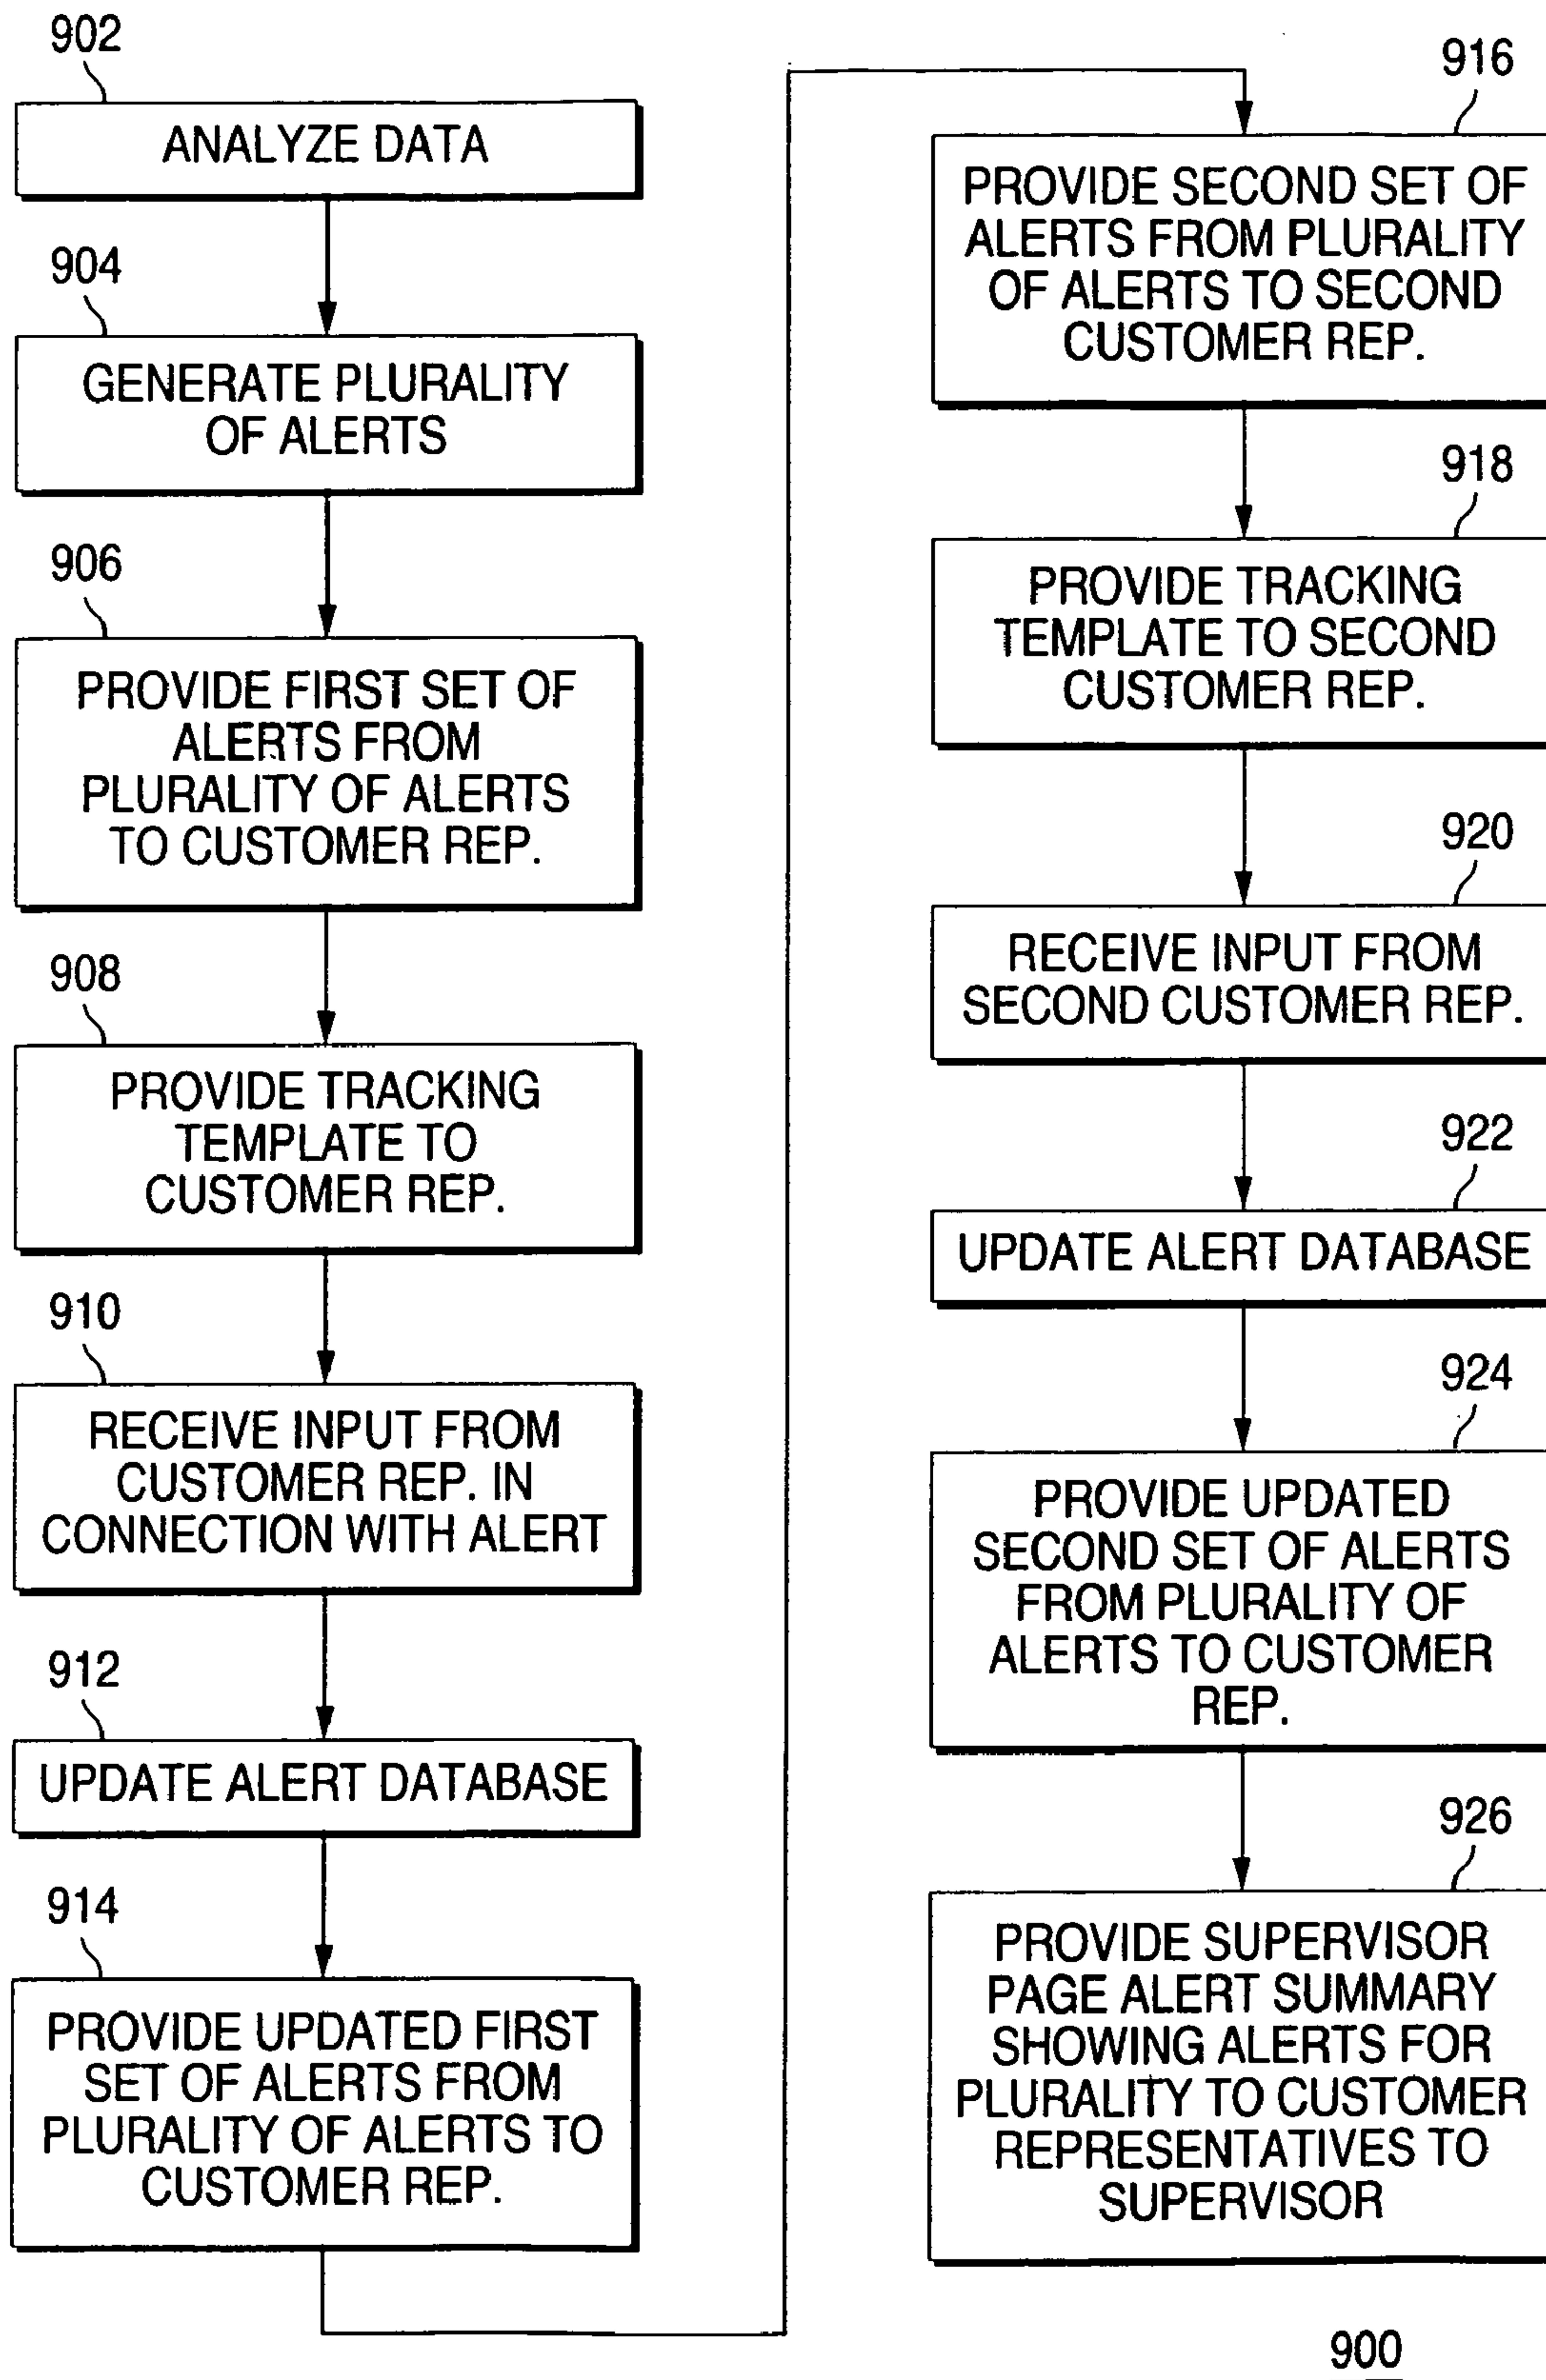 902
ANALYZE DATA
904
GENERATE PLURALITY
OF ALERTS
906
PROVIDE FIRST SET OF
ALERTS FROM
PLURALITY OF ALERTS
TO CUSTOMER REP.
908
PROVIDE TRACKING
TEMPLATE TO
CUSTOMER REP.
910
RECEIVE INPUT FROM
CUSTOMER REP. IN
CONNECTION WITH ALERT
912
UPDATE ALERT DATABASE
914
PROVIDE UPDATED FIRST
SET OF ALERTS FROM
PLURALITY OF ALERTS TO
CUSTOMER REP.
916
PROVIDE SECOND SET OF
ALERTS FROM PLURALITY
OF ALERTS TO SECOND
CUSTOMER REP.
918
PROVIDE TRACKING
TEMPLATE TO SECOND
CUSTOMER REP.
920
RECEIVE INPUT FROM
SECOND CUSTOMER REP.
922
UPDATE ALERT DATABASE
924
PROVIDE UPDATED
SECOND SET OF ALERTS
FROM PLURALITY OF
ALERTS TO CUSTOMER
REP.
926
PROVIDE SUPERVISOR
PAGE ALERT SUMMARY
SHOWING ALERTS FOR
PLURALITY TO CUSTOMER
REPRESENTATIVES TO
SUPERVISOR
900